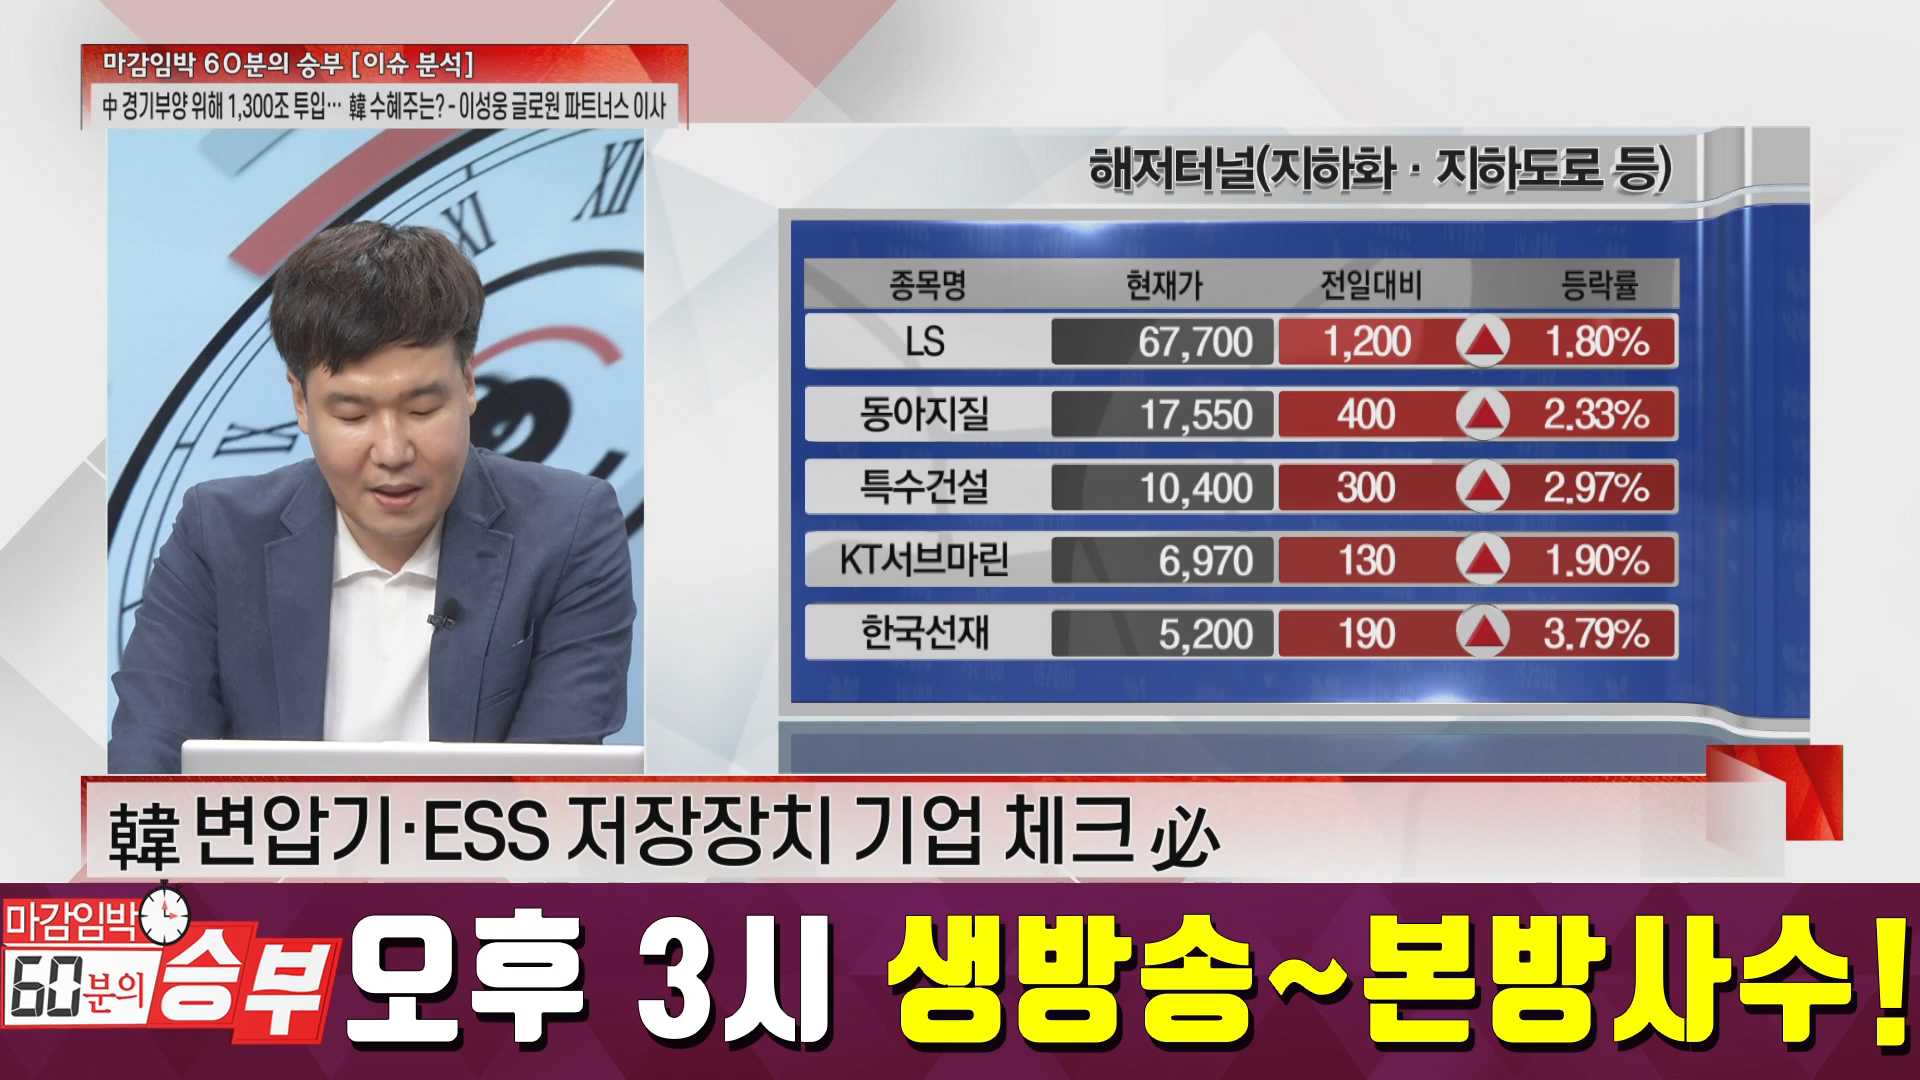 마감임박 60분의 승부 [이슈 분석]
中 경기부양 위해 1,300조 투입… 韓 수혜주는? - 이성웅 글로원 파트너스 이사
XII
XI
IX
해저터널(지하화 · 지하도로 등)
종목명 현재가 전일대비 등락률
LS 67,700 1,200 ▲ 1.80%
동아지질 17,550 400 ▲ 2.33%
특수건설 10,400 300 ▲ 2.97%
KT서브마린 6,970 130 ▲ 1.90%
한국선재 5,200 190 ▲ 3.79%
韓 변압기·ESS 저장장치 기업 체크 必
마감임박
60분의 승부
오후 3시 생방송~본방사수!